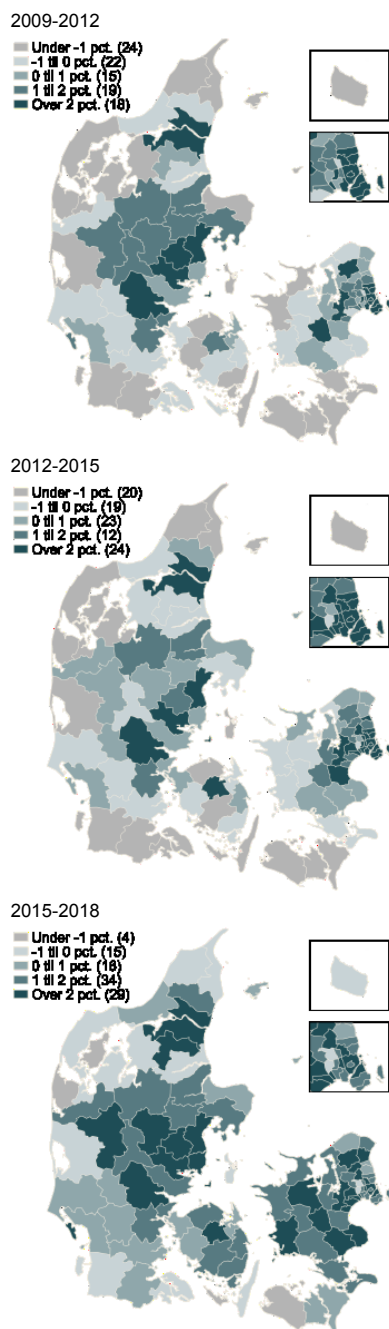 2009-2012
Under -1 pct. (24)
-1 til 0 pct. (22)
0 til 1 pct. (15)
1 til 2 pct. (19)
Over 2 pct. (18)
2012-2015
Under -1 pct. (20)
-1 til 0 pct. (19)
0 til 1 pct. (23)
1 til 2 pct. (12)
Over 2 pct. (24)
2015-2018
Under -1 pct. (4)
-1 til 0 pct. (15)
0 til 1 pct. (16)
1 til 2 pct. (34)
Over 2 pct. (29)